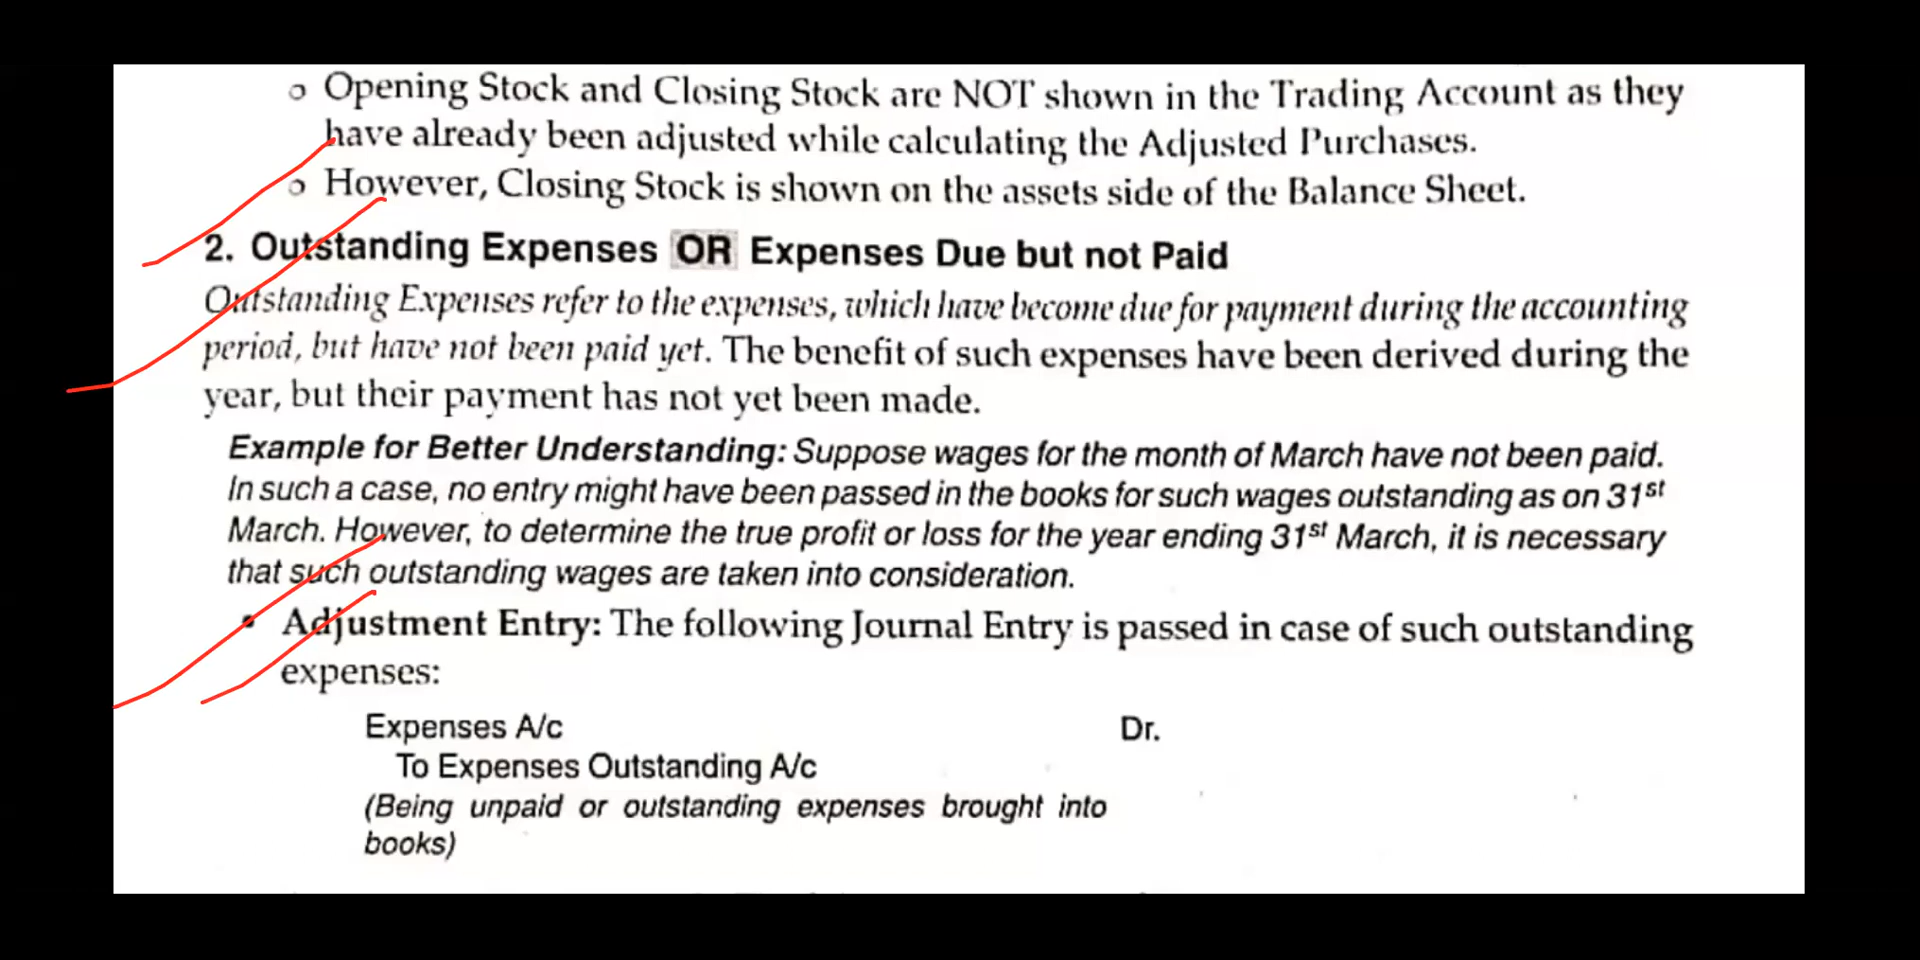 Opening Stock and Closing Stock are NOT shown in the Trading Account as they
have already been adjusted while calculating the Adjusted Purchases.
However, Closing Stock is shown on the assets side of the Balance Sheet.
2. Outstanding Expenses OR Expenses Due but not Paid
Outstanding Expenses refer to the expenses, which have become due for payment during the accounting
period, but have not been paid yet. The benefit of such expenses have been derived during the
year, but their payment has not yet been made.
Example for Better Understanding: Suppose wages for the month of March have not been paid.
In such a case, no entry might have been passed in the books for such wages outstanding as on 31st
March. However, to determine the true profit or loss for the year ending 31st March, it is necessary
that such outstanding wages are taken into consideration.
• Adjustment Entry: The following Journal Entry is passed in case of such outstanding
expenses:
Expenses A/c Dr.
To Expenses Outstanding A/c
(Being unpaid or outstanding expenses brought into
books)